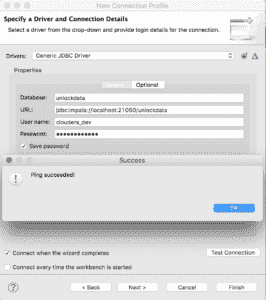 New Connection Profile
Specify a Driver and Connection Details
Select a driver from the drop-down and provide login details for the connection.
Drivers: Generic JDBC Driver
Properties
General Optional
Database: unlockdata
URL: jdbc:impala://localhost:21050/unlockdata
User name: cloudera_dev
Password: ••••••••••••
Save password
Success
Ping succeeded!
OK
Connect when the wizard completes
Test Connection
Connect every time the workbench is started
? < Back Next > Cancel Finish